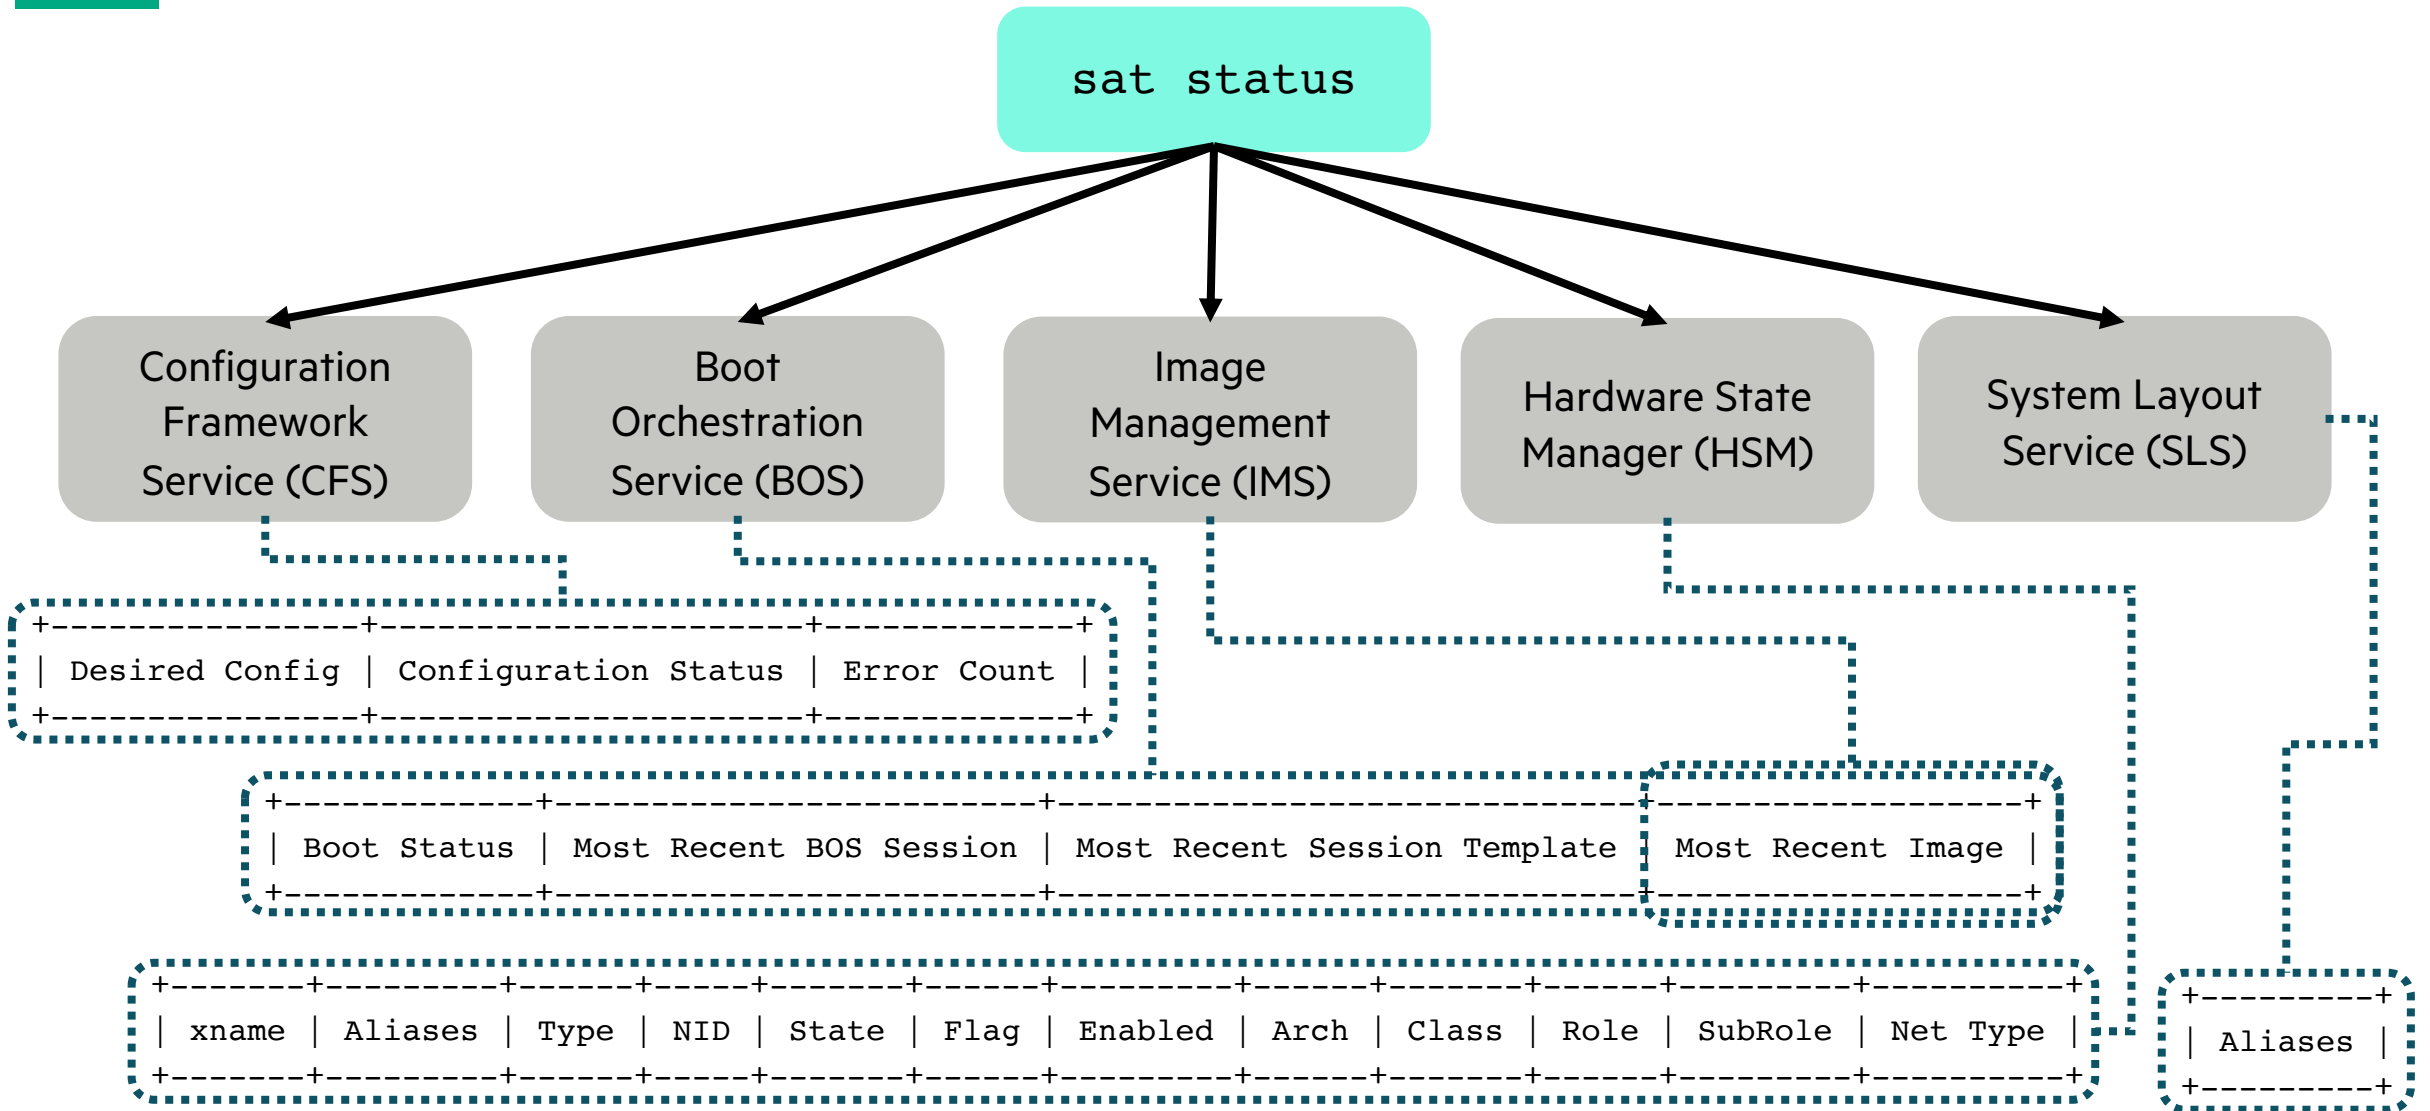 sat status
Configuration
Framework
Service (CFS)
Boot
Orchestration
Service (BOS)
Image
Management
Service (IMS)
Hardware State
Manager (HSM)
System Layout
Service (SLS)
+----------------+----------------------+-------------+
| Desired Config | Configuration Status | Error Count |
+----------------+----------------------+-------------+
+-------------+-------------------------+------------------------------+-------------------+
| Boot Status | Most Recent BOS Session | Most Recent Session Template | Most Recent Image |
+-------------+-------------------------+------------------------------+-------------------+
+-------+---------+------+-----+-------+------+---------+------+-------+------+---------+----------+
| xname | Aliases | Type | NID | State | Flag | Enabled | Arch | Class | Role | SubRole | Net Type |
+-------+---------+------+-----+-------+------+---------+------+-------+------+---------+----------+
+---------+
| Aliases |
+---------+